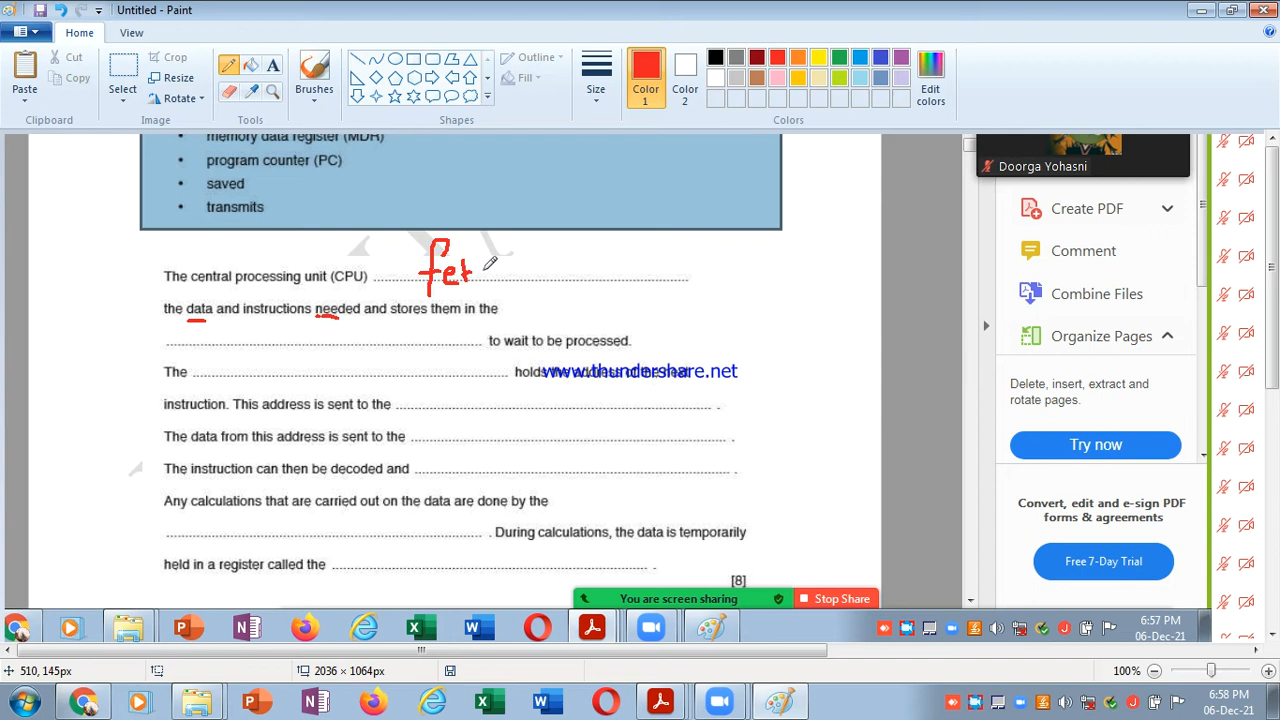 Untitled - Paint
Home View
Paste
Cut
Copy
Clipboard
Select
Crop
Resize
Rotate
Image
A
Tools
Brushes
Outline
Fill
Shapes
Size
Color 1
Color 2
Edit colors
Colors
• memory data register (MDR)
• program counter (PC)
• saved
• transmits
fet
The central processing unit (CPU) ........
the data and instructions needed and stores them in the
........ to wait to be processed.
The ........ holds the address of the next
www.thundershare.net
instruction. This address is sent to the ........ .
The data from this address is sent to the ........ .
The instruction can then be decoded and ........ .
Any calculations that are carried out on the data are done by the
........ . During calculations, the data is temporarily
held in a register called the ........ .
[8]
Doorga Yohasni
Create PDF
Comment
Combine Files
Organize Pages
Delete, insert, extract and
rotate pages.
Try now
Convert, edit and e-sign PDF
forms & agreements
Free 7-Day Trial
You are screen sharing
Stop Share
6:57 PM
06-Dec-21
510, 145px
2036 × 1064px
100%
6:58 PM
06-Dec-21